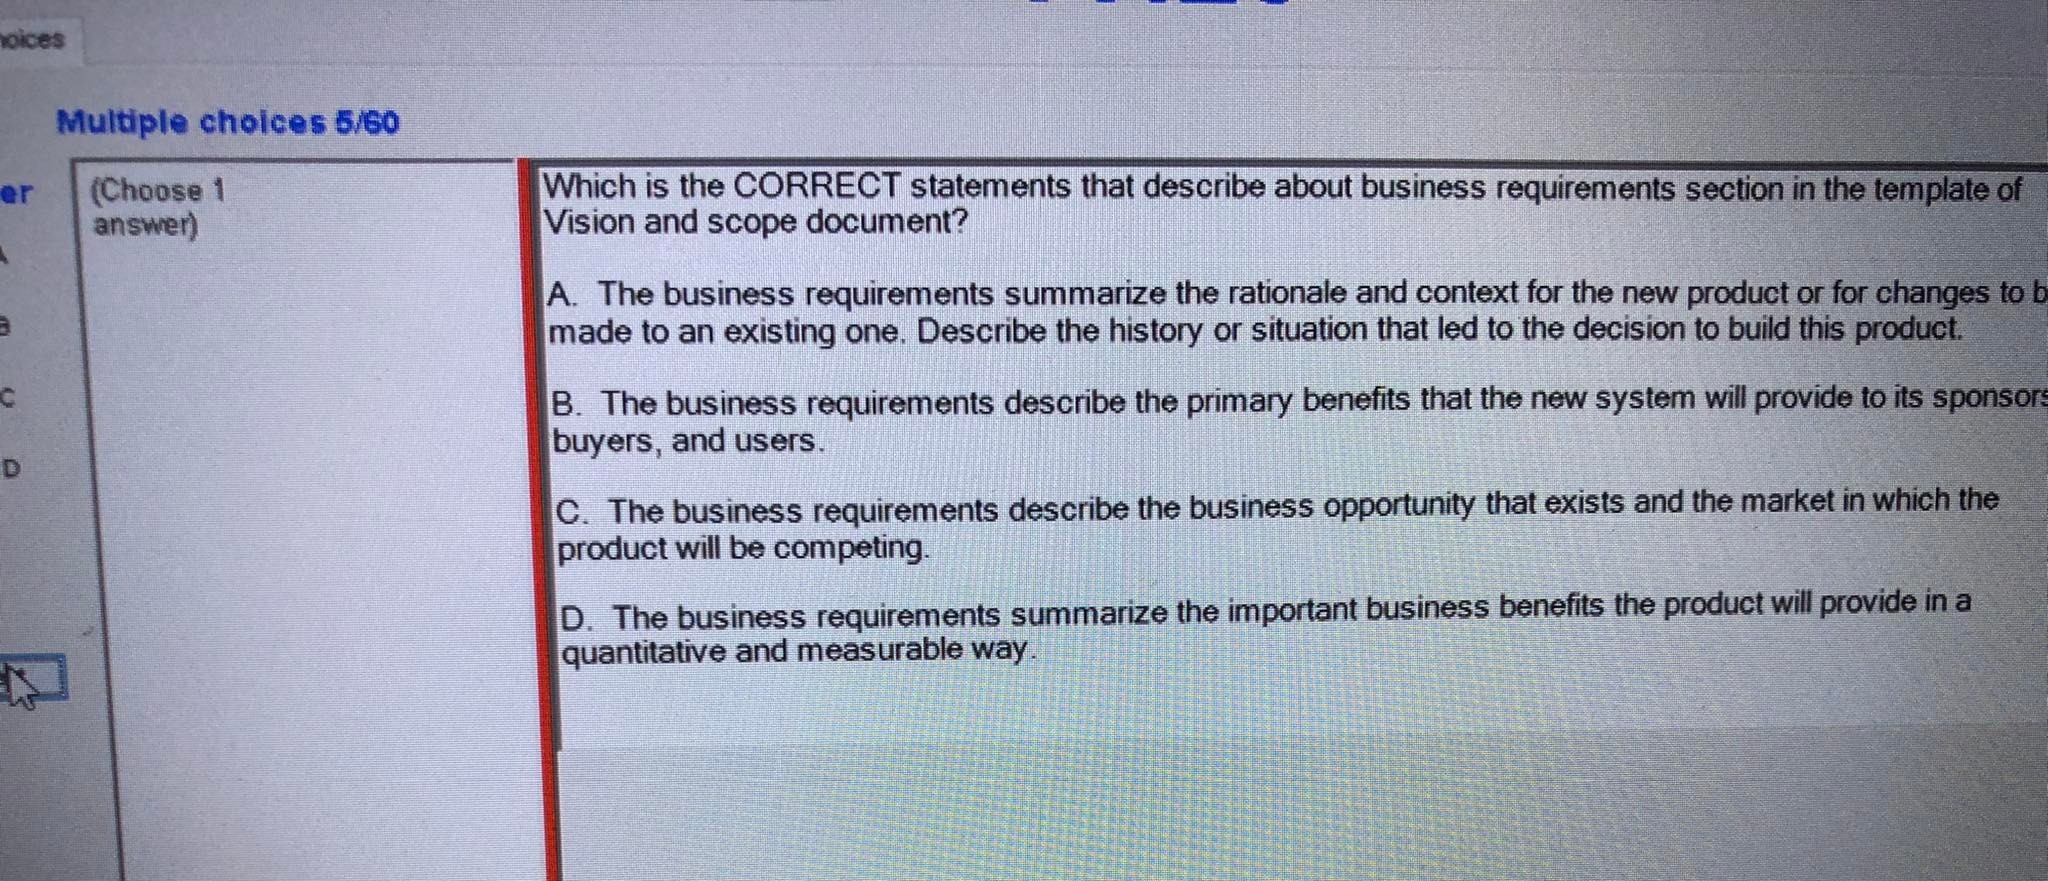 Multiple choices 5/60
(Choose 1
answer)
Which is the CORRECT statements that describe about business requirements section in the template of
Vision and scope document?
A. The business requirements summarize the rationale and context for the new product or for changes to
made to an existing one. Describe the history or situation that led to the decision to build this product.
B. The business requirements describe the primary benefits that the new system will provide to its sponsors
buyers, and users.
C. The business requirements describe the business opportunity that exists and the market in which the
product will be competing.
D. The business requirements summarize the important business benefits the product will provide in a
quantitative and measurable way.
C
D